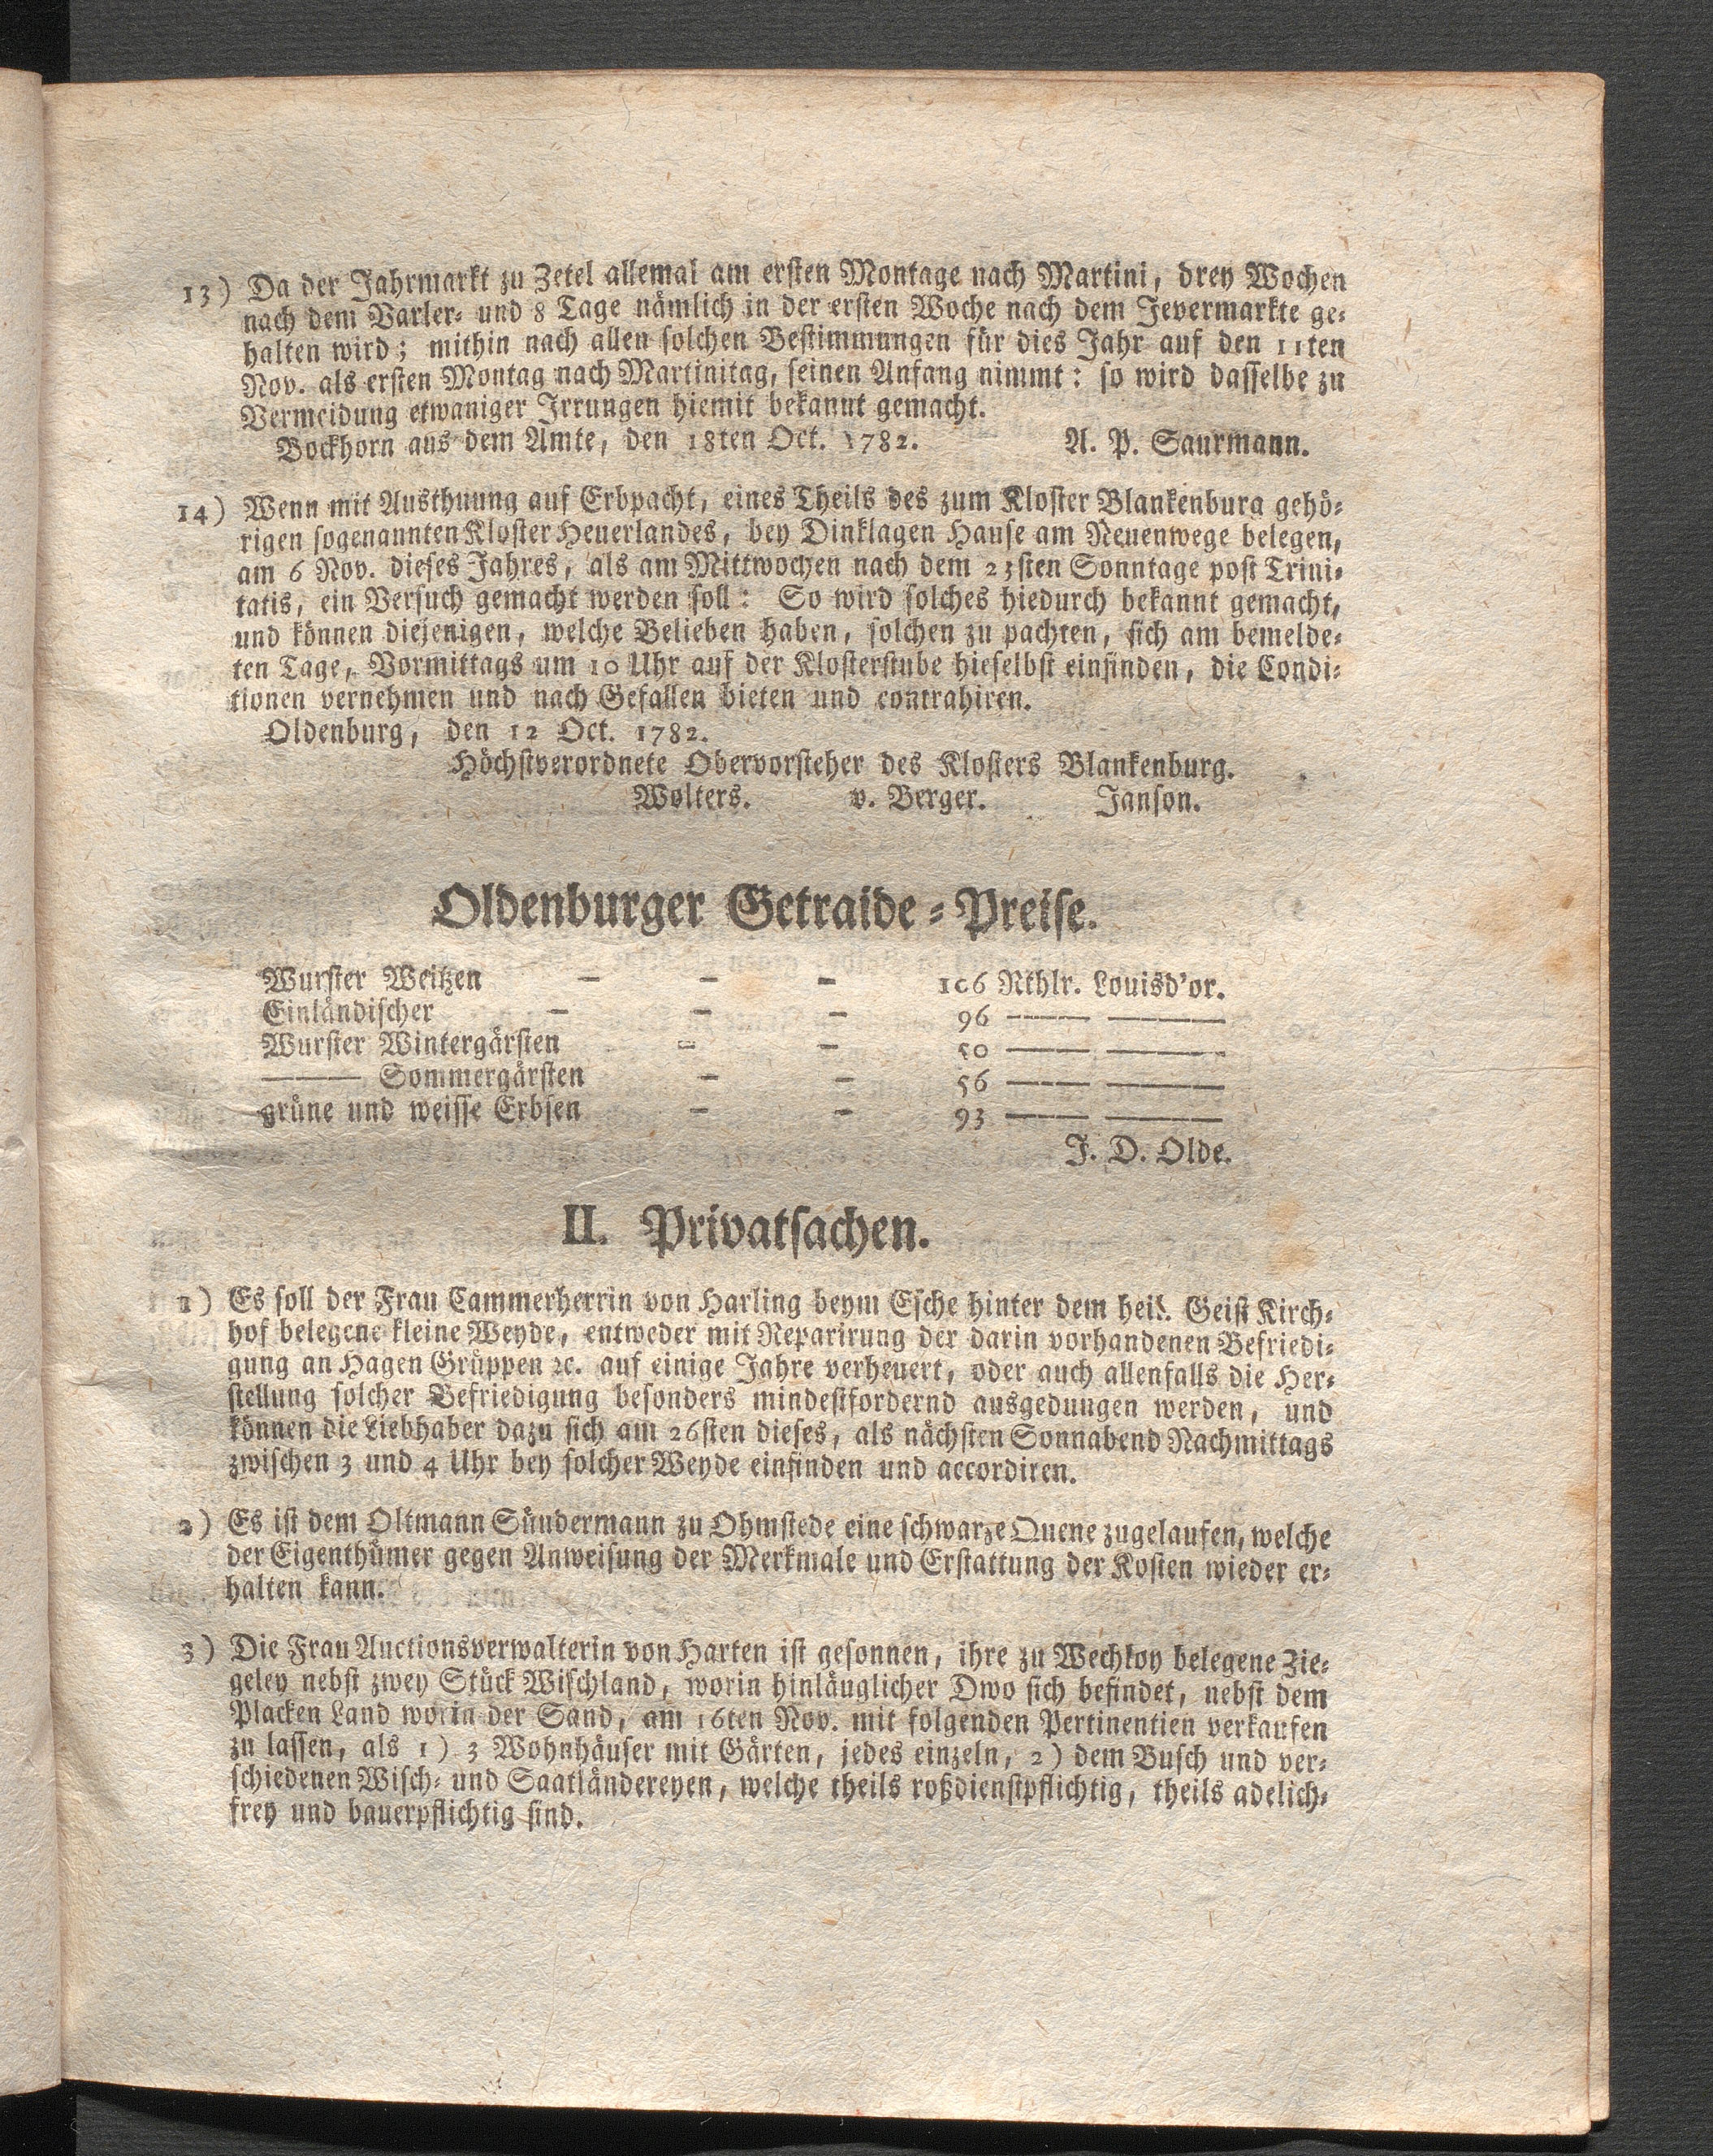 13) Da der Jahrmarkt zu Zetel allemal am ersten Montage nach Martini, drey Wochen
nach dem Varler- und 8 Tage nämlich in der ersten Woche nach dem Jevermarkte ge-
halten wird; mithin nach allen solchen Bestimmungen für dies Jahr auf den 11ten
Nov. als ersten Montag nach Martinitag, seinen Anfang nimmt: so wird dasselbe zu
Vermeidung etwaniger Irrungen hiemit bekannt gemacht.
Bockhorn aus dem Amte, den 18ten Oct. 1782. A. P. Saurmann.
14) Wenn mit Austhuung auf Erbpacht, eines Theils des zum Kloster Blankenburg gehö-
rigen sogenannten Kloster Heuerlandes, bey Dinklagen Hause am Neuenwege belegen,
am 6 Nov. dieses Jahres, als am Mittwochen nach dem 23sten Sonntage post Trini-
tatis, ein Versuch gemacht werden soll: So wird solches hiedurch bekannt gemacht,
und können diejenigen, welche Belieben haben, solchen zu pachten, sich am bemelde-
ten Tage, Vormittags um 10 Uhr auf der Klosterstube hieselbst einfinden, die Condi-
tionen vernehmen und nach Gefallen bieten und contrahiren.
Oldenburg, den 12 Oct. 1782.
Höchstverordnete Obervorsteher des Klosters Blankenburg.
Wolters. v. Berger. Janson.
Oldenburger Getraide-Preise.
Wurster Weitzen — — — 106 Rthlr. Louisd'or.
Einländischer — — — 96 — —
Wurster Wintergärsten — — 50 — —
— Sommergärsten — — 56 — —
grüne und weisse Erbsen — — 93 — —
J. D. Olde.
II. Privatsachen.
1) Es soll der Frau Cammerherrin von Harling beym Esche hinter dem heil. Geist Kirch-
hof belegene kleine Weyde, entweder mit Reparirung der darin vorhandenen Befriedi-
gung an Hagen Grüppen ꝛc. auf einige Jahre verheuert, oder auch allenfalls die Her-
stellung solcher Befriedigung besonders mindestfordernd ausgedungen werden, und
können die Liebhaber dazu sich am 26sten dieses, als nächsten Sonnabend Nachmittags
zwischen 3 und 4 Uhr bey solcher Weyde einfinden und accordiren.
2) Es ist dem Oltmann Sündermann zu Ohmstede eine schwarze Quene zugelaufen, welche
der Eigenthümer gegen Anweisung der Merkmale und Erstattung der Kosten wieder er-
halten kann.
3) Die Frau Auctionsverwalterin von Harten ist gesonnen, ihre zu Wechloy belegene Zie-
geley nebst zwey Stück Wischland, worin hinläuglicher Dwo sich befindet, nebst dem
Placken Land worin der Sand, am 16ten Nov. mit folgenden Pertinentien verkaufen
zu lassen, als 1) 3 Wohnhäuser mit Gärten, jedes einzeln, 2) dem Busch und ver-
schiedenen Wisch- und Saatländereyen, welche theils roßdienstpflichtig, theils adelich-
frey und bauerpflichtig sind.